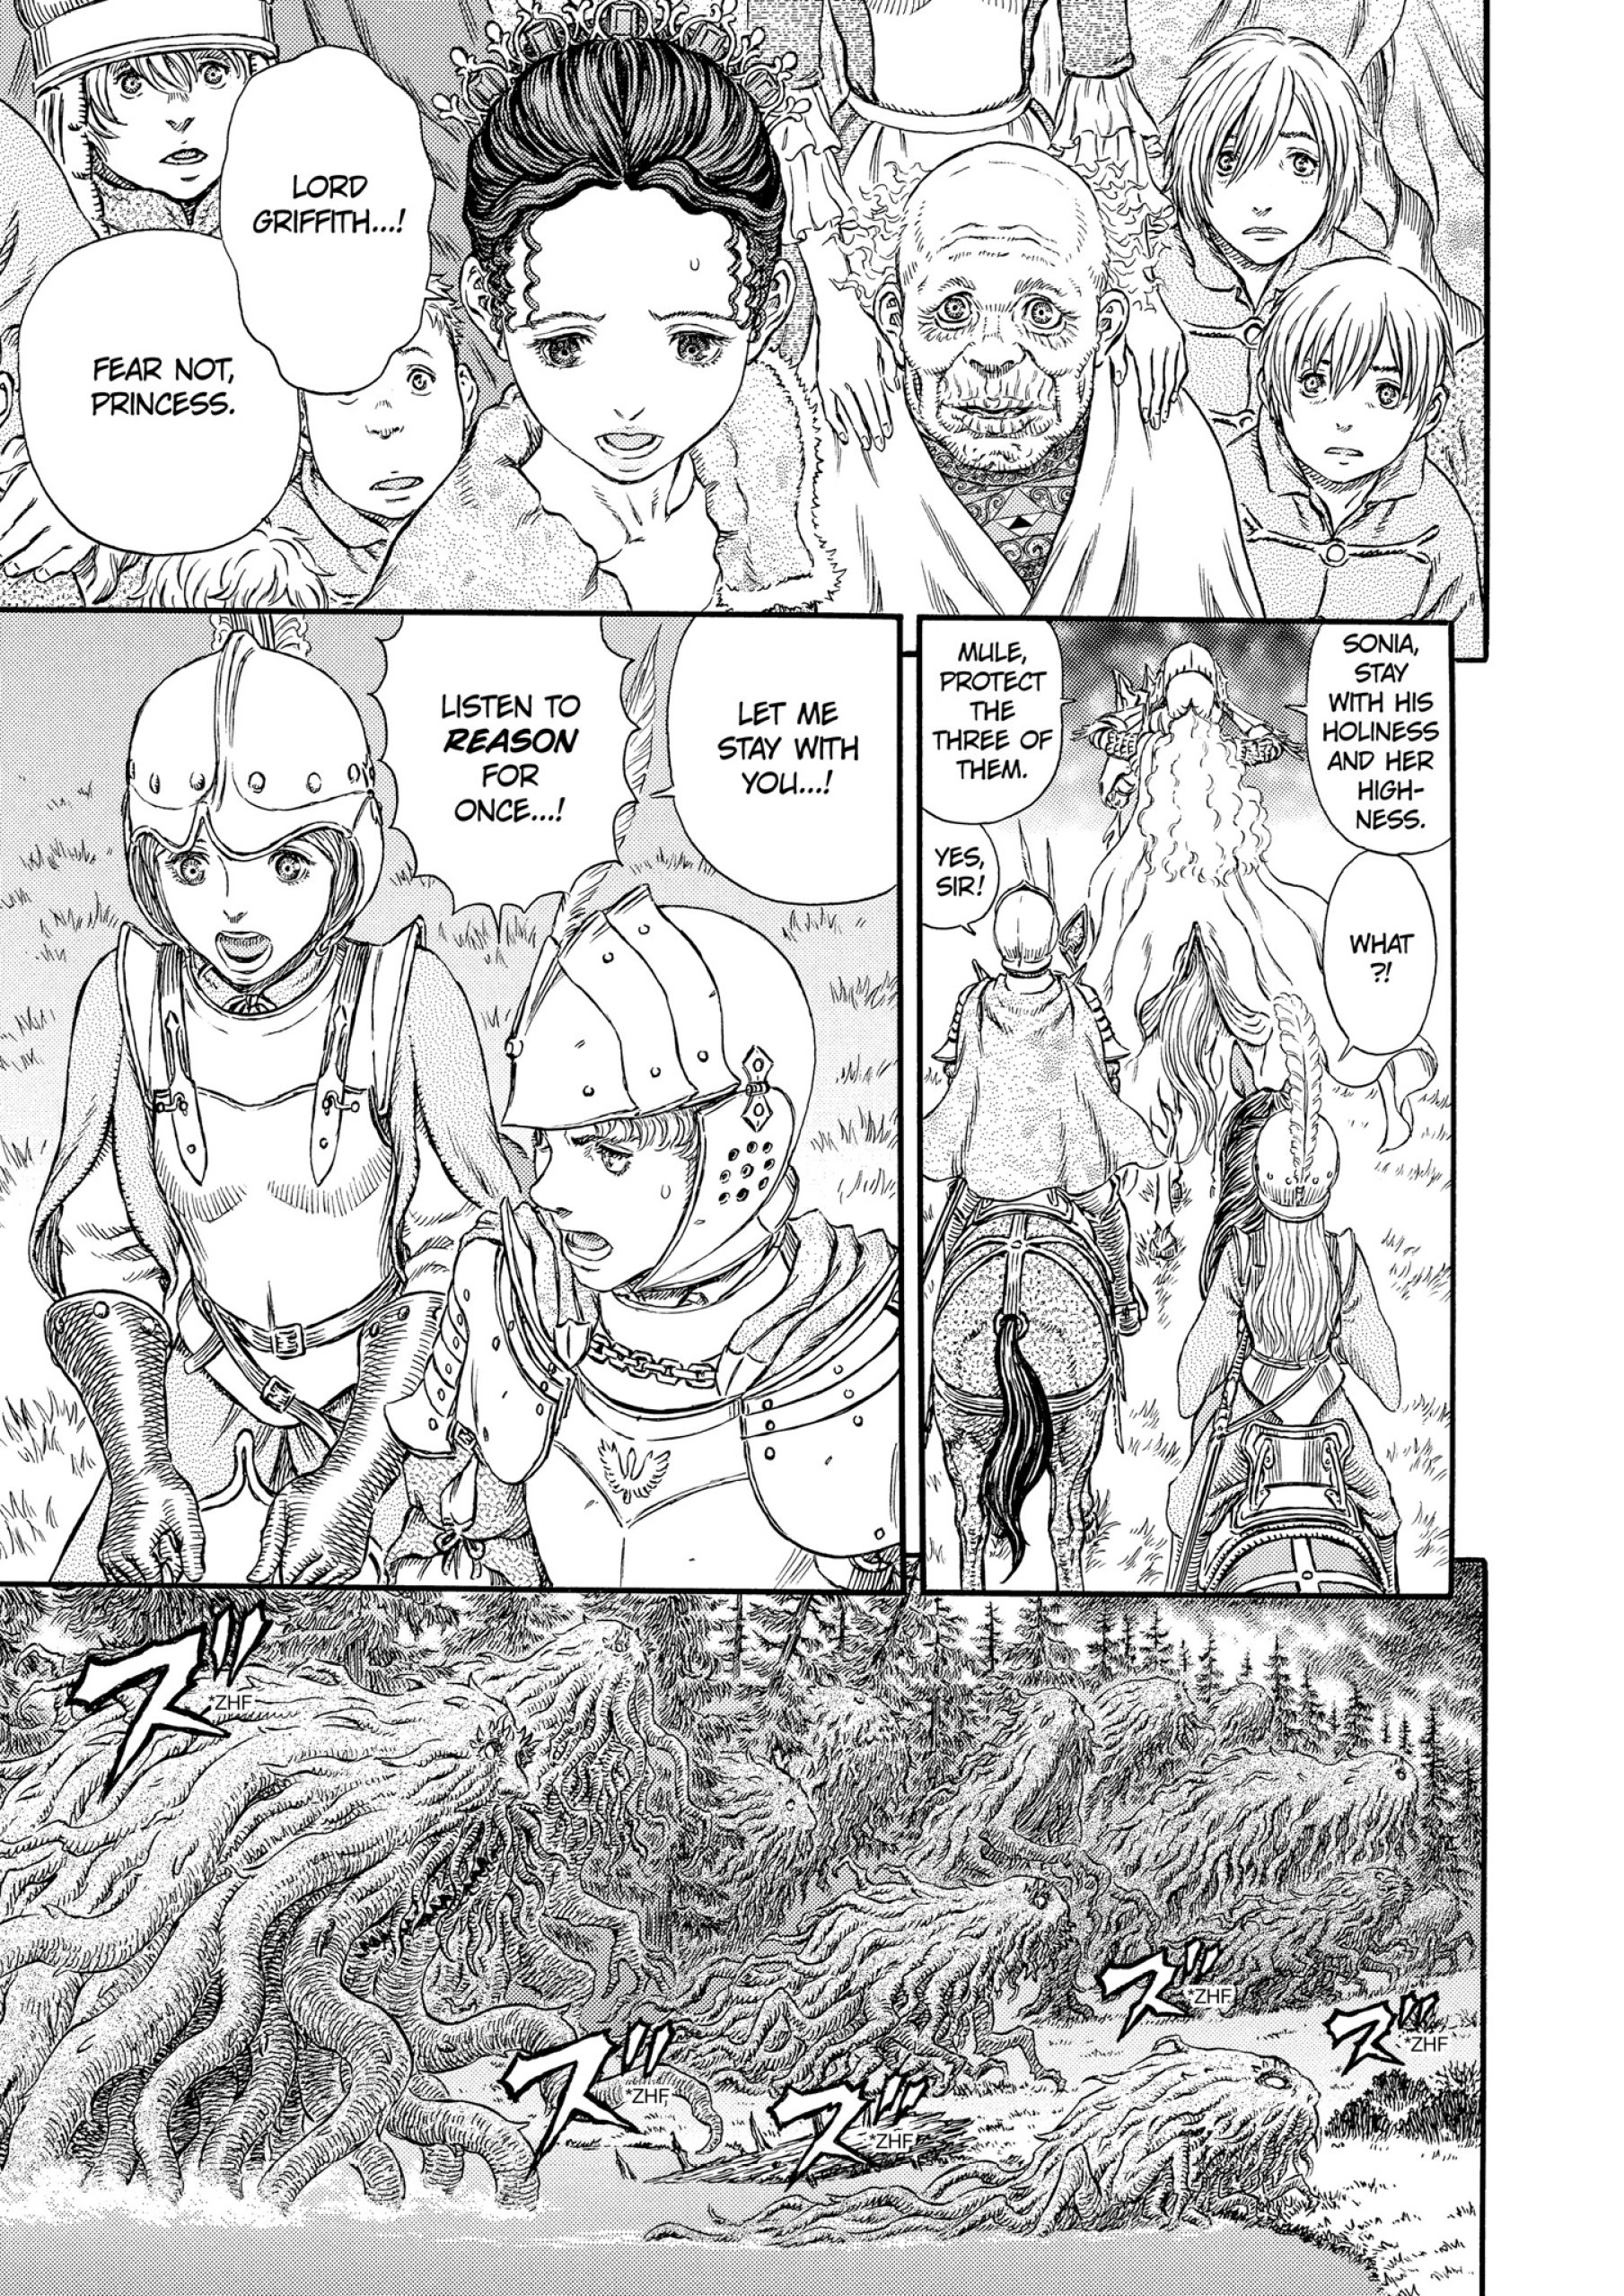 LORD
GRIFFITH...!
FEAR NOT,
PRINCESS.
SONIA,
STAY
WITH HIS
HOLINESS
AND HER
HIGH-
NESS.
MULE,
PROTECT
THE
THREE OF
THEM.
WHAT
?!
YES,
SIR!
LET ME
STAY WITH
YOU...!
LISTEN TO
REASON
FOR
ONCE...!
ズ
*ZHF
ズ
*ZHF
ズ
*ZHF
ズ
*ZHF
ズ
*ZHF